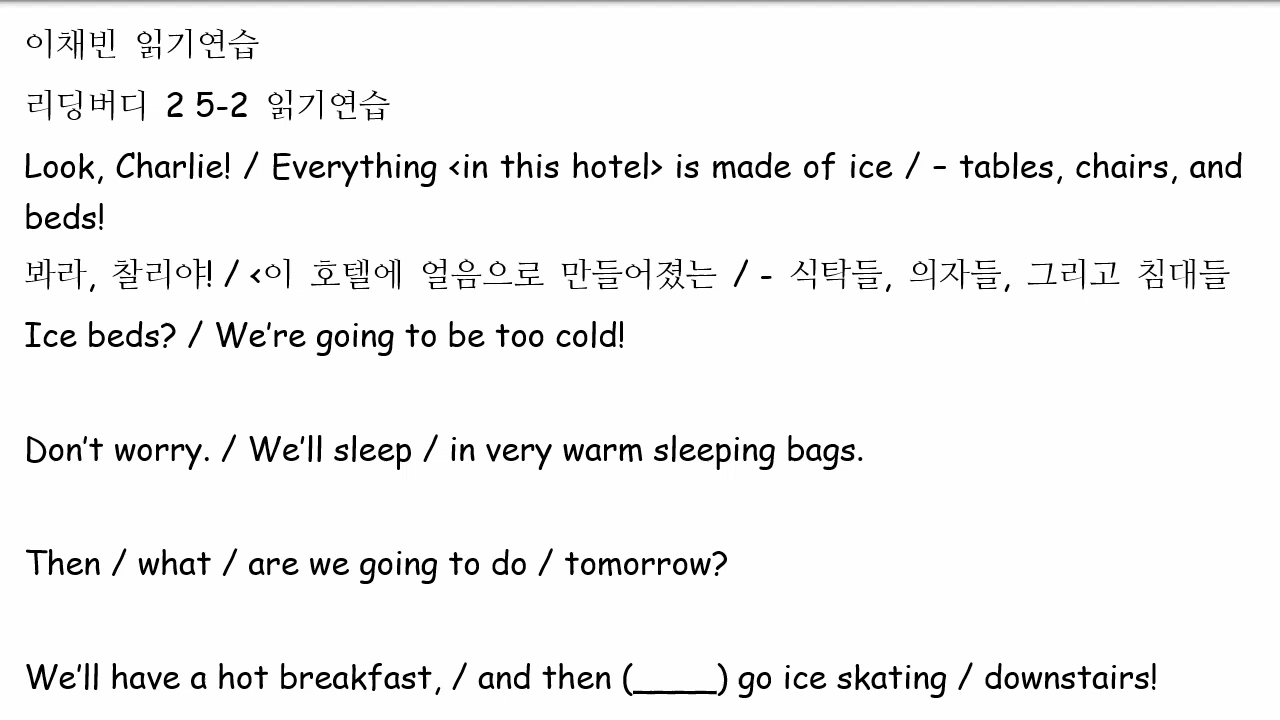 이채빈 읽기연습
리딩버디 2 5-2 읽기연습
Look, Charlie! / Everything <in this hotel> is made of ice / – tables, chairs, and
beds!
봐라, 찰리야! / <이 호텔에 얼음으로 만들어졌는 / - 식탁들, 의자들, 그리고 침대들
Ice beds? / We’re going to be too cold!
Don’t worry. / We’ll sleep / in very warm sleeping bags.
Then / what / are we going to do / tomorrow?
We’ll have a hot breakfast, / and then (____) go ice skating / downstairs!